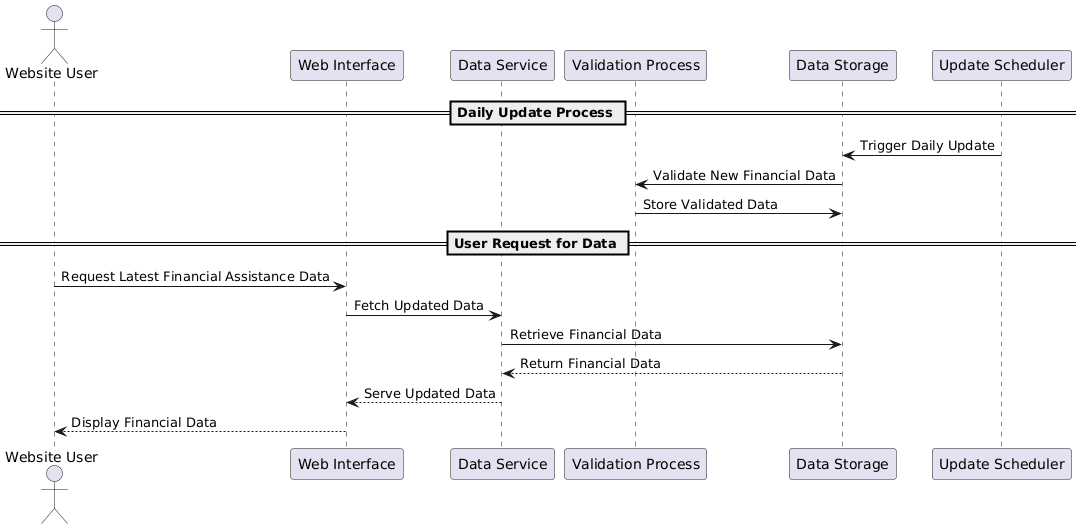 Website User
Web Interface
Data Service
Validation Process
Data Storage
Update Scheduler
Daily Update Process
Trigger Daily Update
Validate New Financial Data
Store Validated Data
User Request for Data
Request Latest Financial Assistance Data
Fetch Updated Data
Retrieve Financial Data
Return Financial Data
Serve Updated Data
Display Financial Data
Website User
Web Interface
Data Service
Validation Process
Data Storage
Update Scheduler